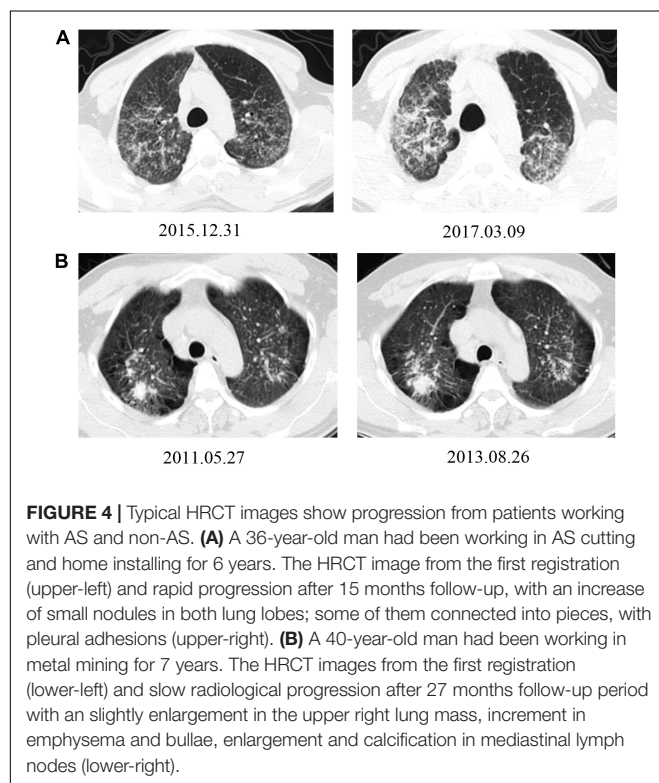 A
2015.12.31
2017.03.09
B
2011.05.27
2013.08.26
FIGURE 4 | Typical HRCT images show progression from patients working
with AS and non-AS. (A) A 36-year-old man had been working in AS cutting
and home installing for 6 years. The HRCT image from the first registration
(upper-left) and rapid progression after 15 months follow-up, with an increase
of small nodules in both lung lobes; some of them connected into pieces, with
pleural adhesions (upper-right). (B) A 40-year-old man had been working in
metal mining for 7 years. The HRCT images from the first registration
(lower-left) and slow radiological progression after 27 months follow-up period
with an slightly enlargement in the upper right lung mass, increment in
emphysema and bullae, enlargement and calcification in mediastinal lymph
nodes (lower-right).